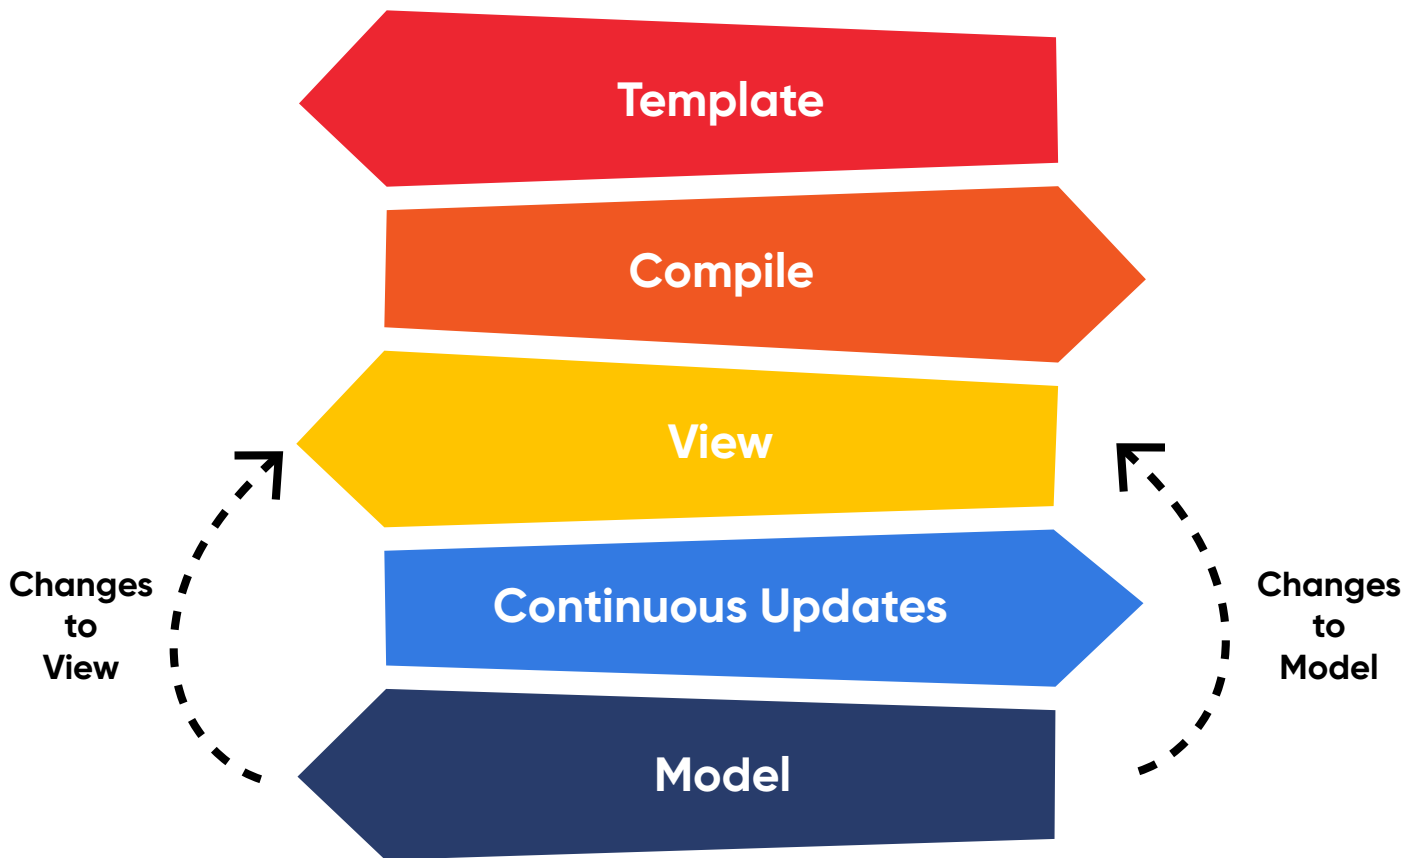 Template
Compile
View
Continuous Updates
Changes
to
View
Changes
to
Model
Model